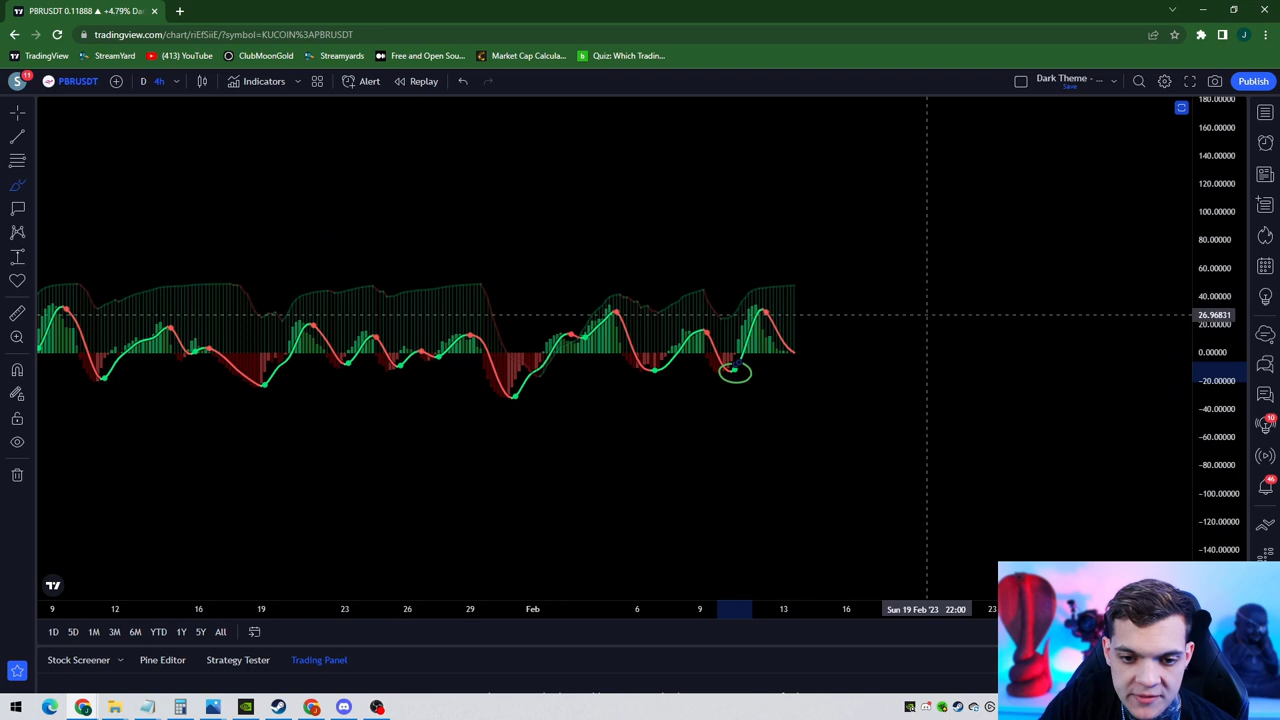 PBRUSDT 0.11888 ▲ +4.79% Da
tradingview.com/chart/riEfSiiE/?symbol=KUCOIN%3APBRUSDT
TradingView
StreamYard
(413) YouTube
ClubMoonGold
Streamyards
Free and Open Sou...
Market Cap Calcula...
Quiz: Which Tradin...
S 11 PBRUSDT D 4h Indicators Alert Replay Dark Theme - ... Save Publish
180.00000
160.00000
140.00000
120.00000
100.00000
80.00000
60.00000
40.00000
26.96831
20.00000
0.00000
−20.00000
−40.00000
−60.00000
−80.00000
−100.00000
−120.00000
−140.00000
10
46
9 12 16 19 23 26 29 Feb 6 9 13 16 Sun 19 Feb '23 22:00 23
1D 5D 1M 3M 6M YTD 1Y 5Y All
Stock Screener Pine Editor Strategy Tester Trading Panel